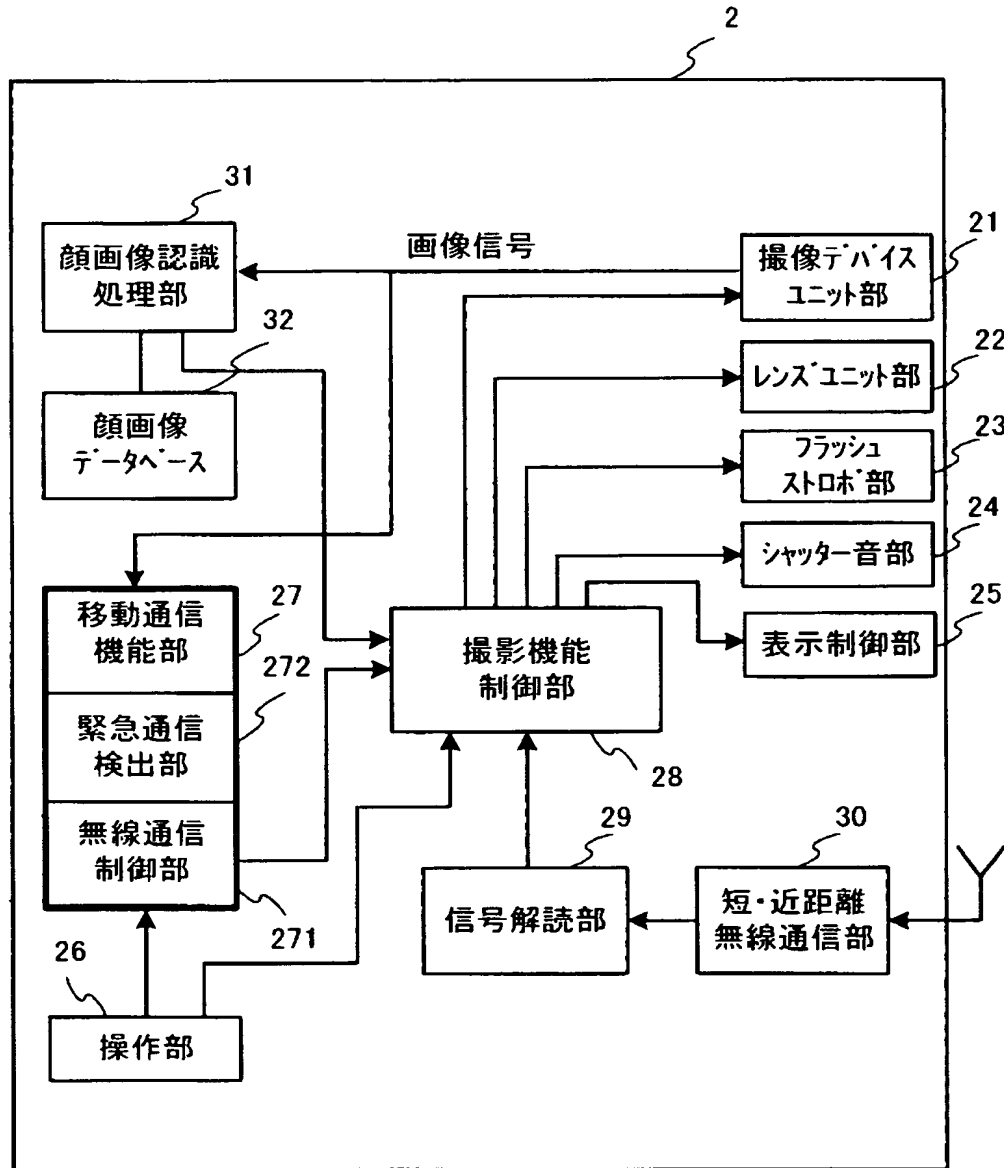 2
31
顔画像認識
処理部
画像信号
21
撮像デバイス
ユニット部
32
顔画像
データベース
22
レンズユニット部
23
フラッシュ
ストロボ部
24
シャッター音部
25
表示制御部
移動通信
機能部
27
272
緊急通信
検出部
無線通信
制御部
271
撮影機能
制御部
28
29
信号解読部
30
短・近距離
無線通信部
26
操作部